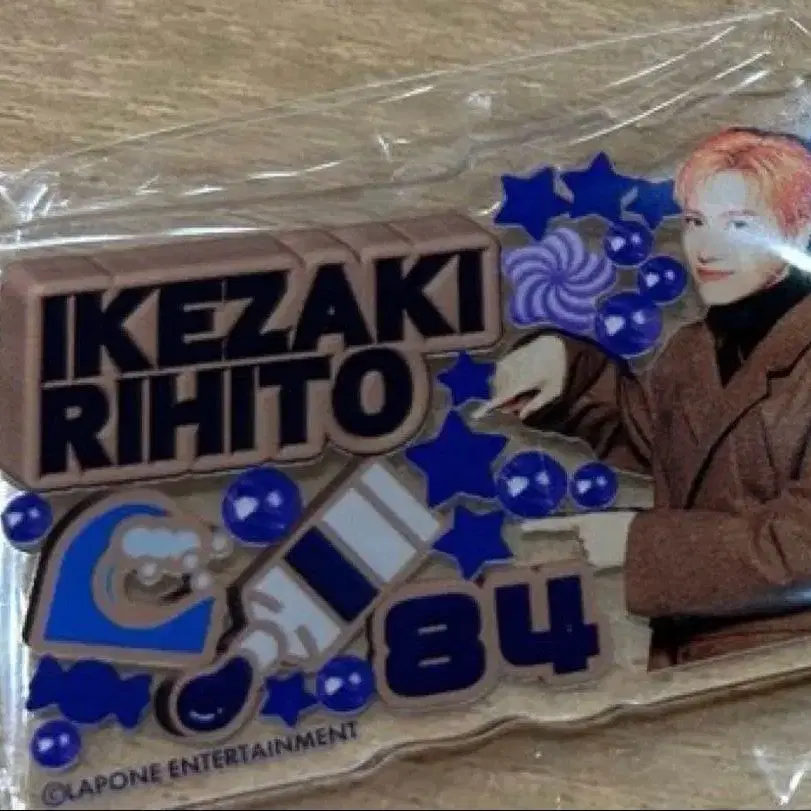 IKEZAKI
RIHITO
84
©LAPONE ENTERTAINMENT